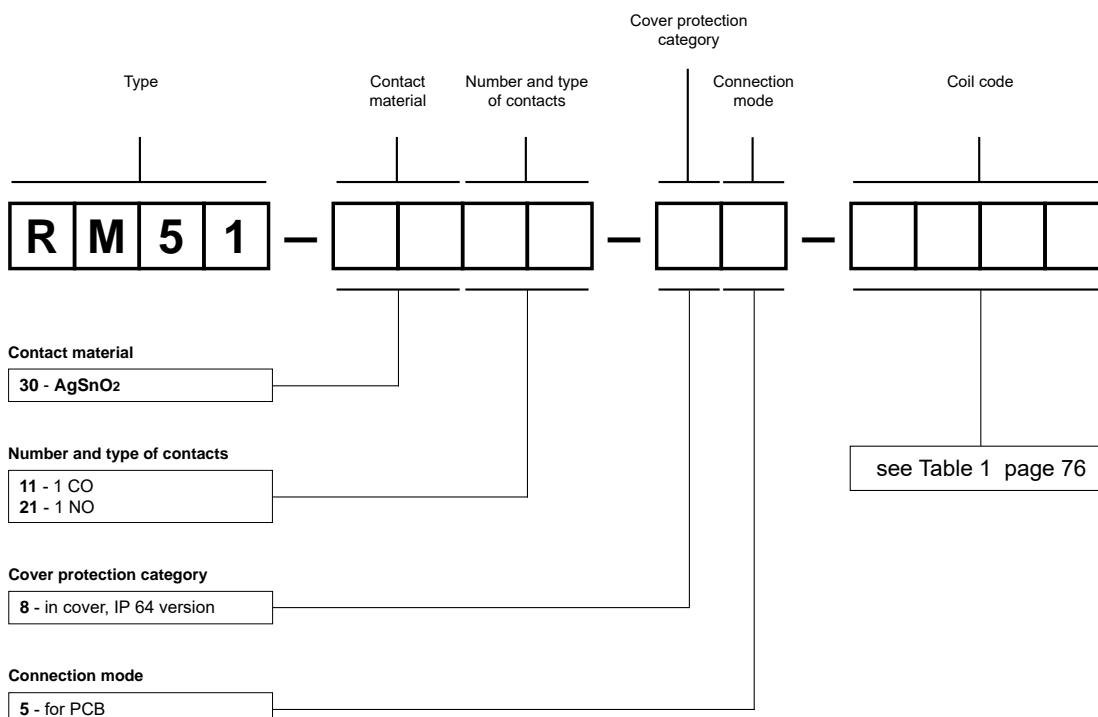 Cover protection
category
Type
Contact
material
Number and type
of contacts
Connection
mode
Coil code
R M 5 1 – – –
Contact material
30 - AgSnO2
Number and type of contacts
11 - 1 CO
21 - 1 NO
see Table 1 page 76
Cover protection category
8 - in cover, IP 64 version
Connection mode
5 - for PCB